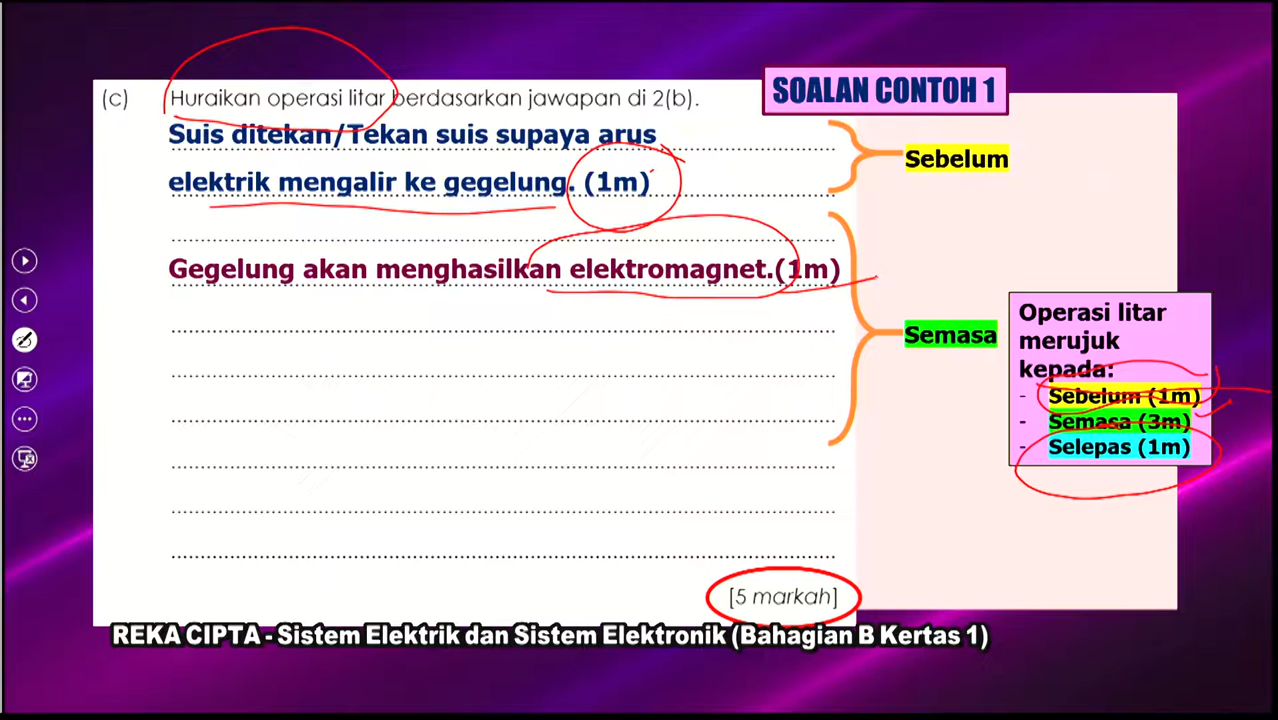 SOALAN CONTOH 1
(c) Huraikan operasi litar berdasarkan jawapan di 2(b).
Suis ditekan/Tekan suis supaya arus
elektrik mengalir ke gegelung. (1m)
Sebelum
Gegelung akan menghasilkan elektromagnet.(1m)
Semasa
Operasi litar
merujuk
kepada:
- Sebelum (1m)
- Semasa (3m)
- Selepas (1m)
[5 markah]
REKA CIPTA - Sistem Elektrik dan Sistem Elektronik (Bahagian B Kertas 1)